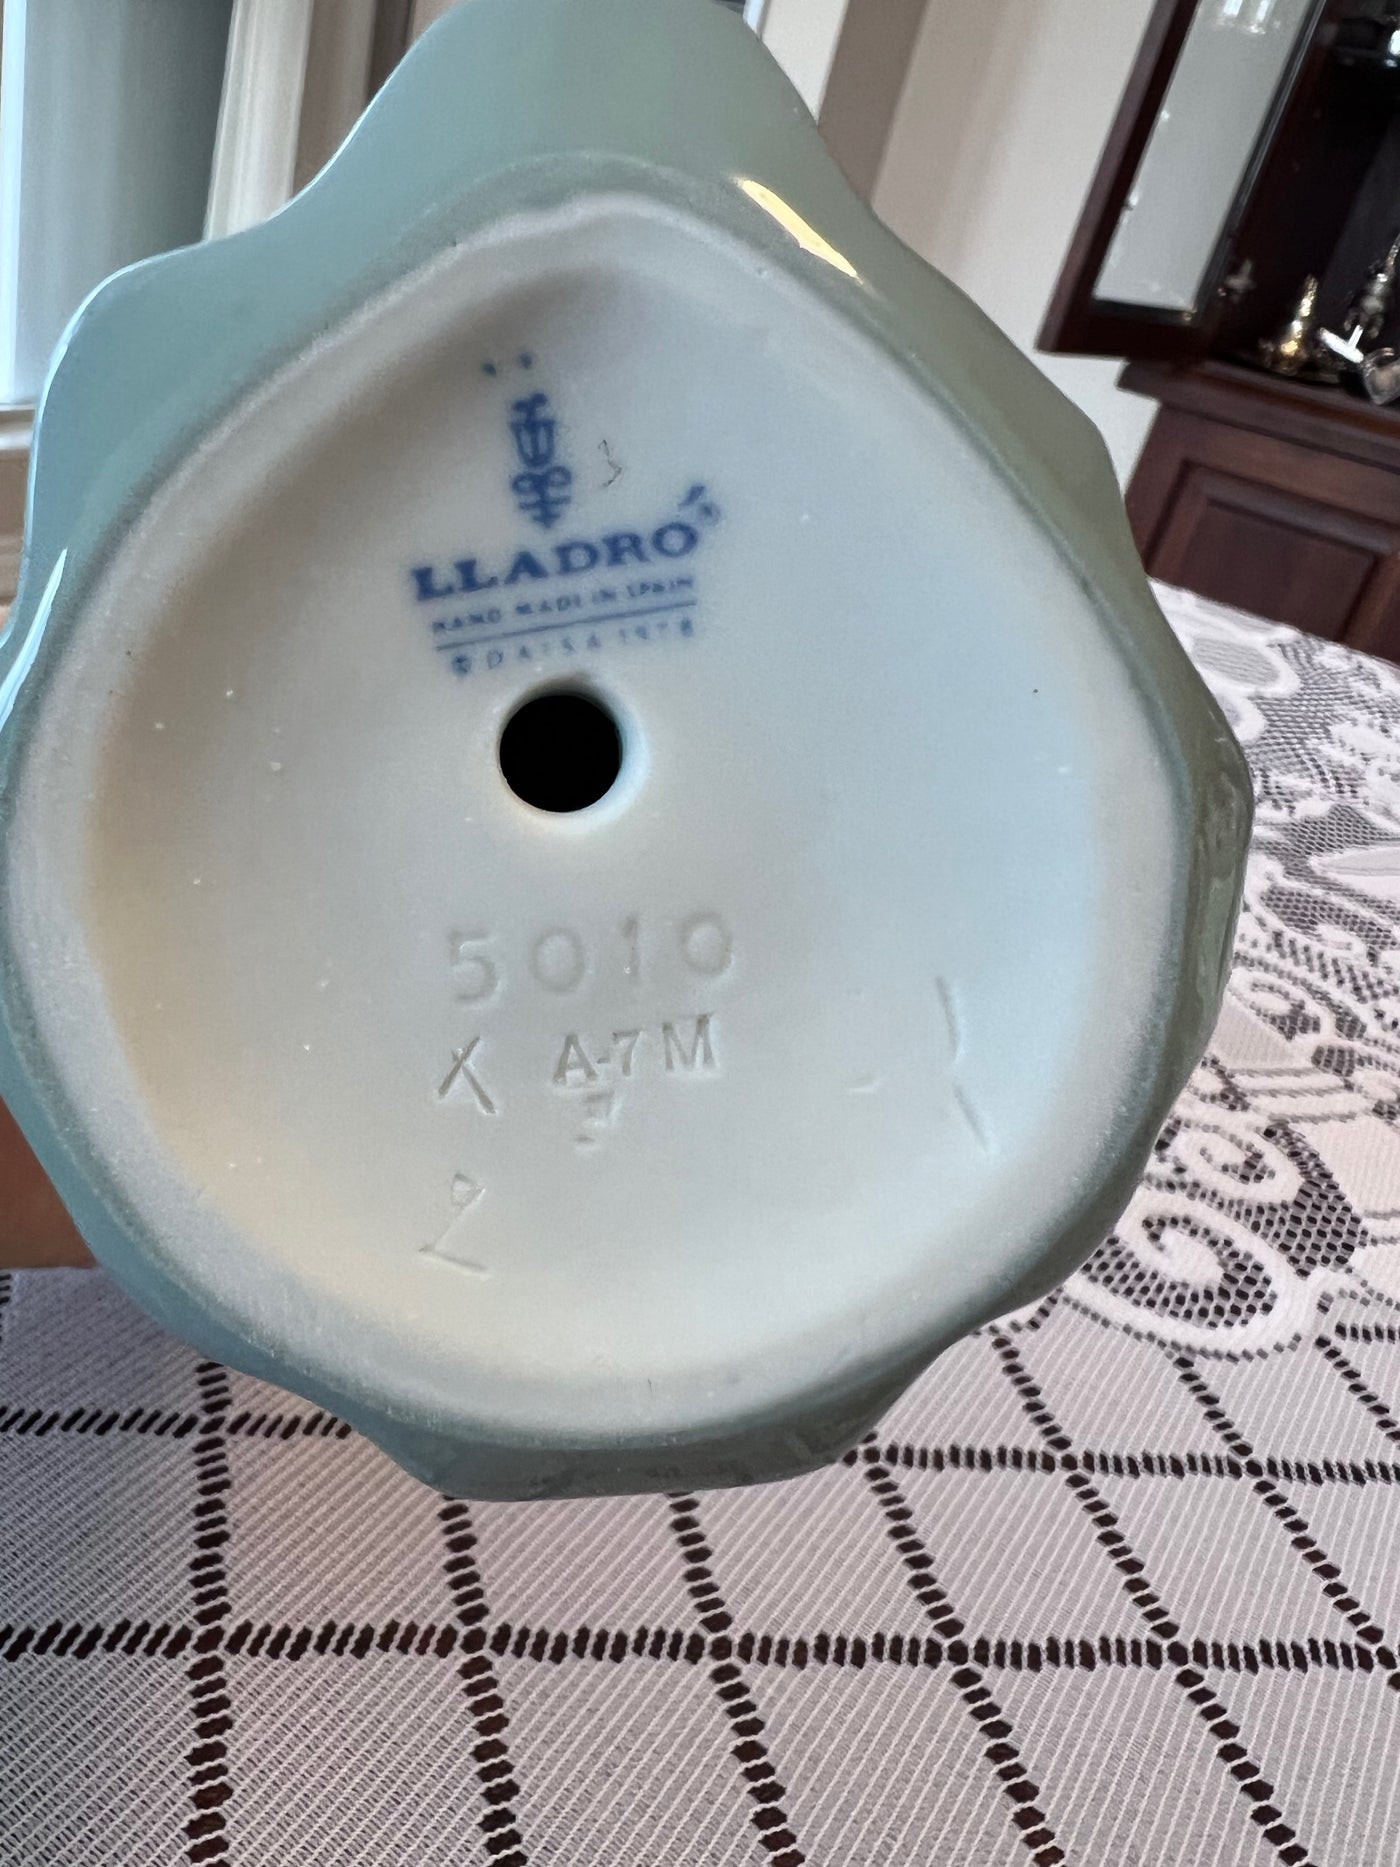 LLADRÓ
HAND MADE IN SPAIN
© DAISA 1978
5010
X A-7M